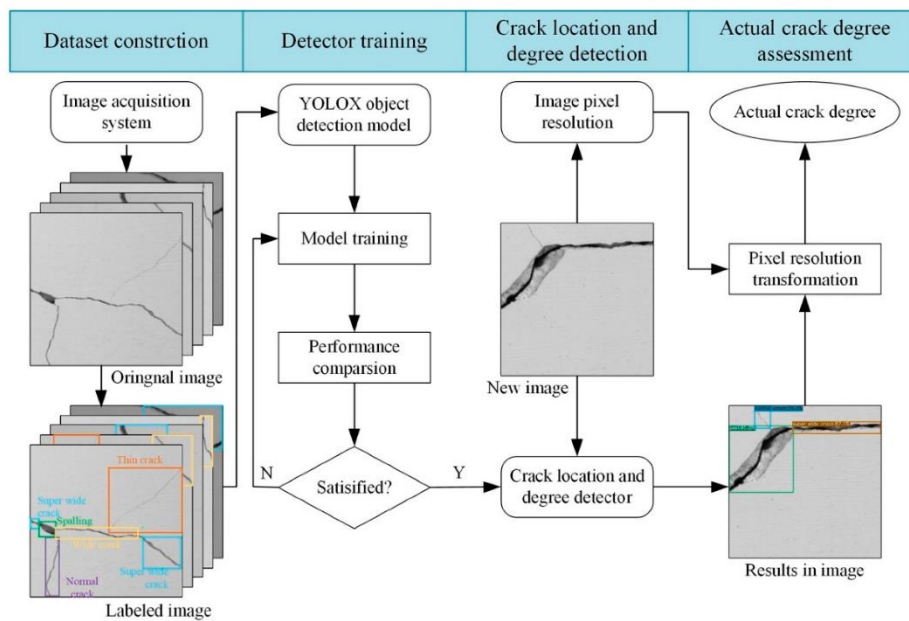 Dataset constrction
Detector training
Crack location and
degree detection
Actual crack degree
assessment
Image acquisition
system
Oringnal image
Thin crack
Super wide
crack
Spalling
Wide crack
Super wide
crack
Normal
crack
Labeled image
YOLOX object
detection model
Model training
Performance
comparsion
Satisified?
N
Y
Image pixel
resolution
New image
Crack location and
degree detector
Actual crack degree
Pixel resolution
transformation
Results in image